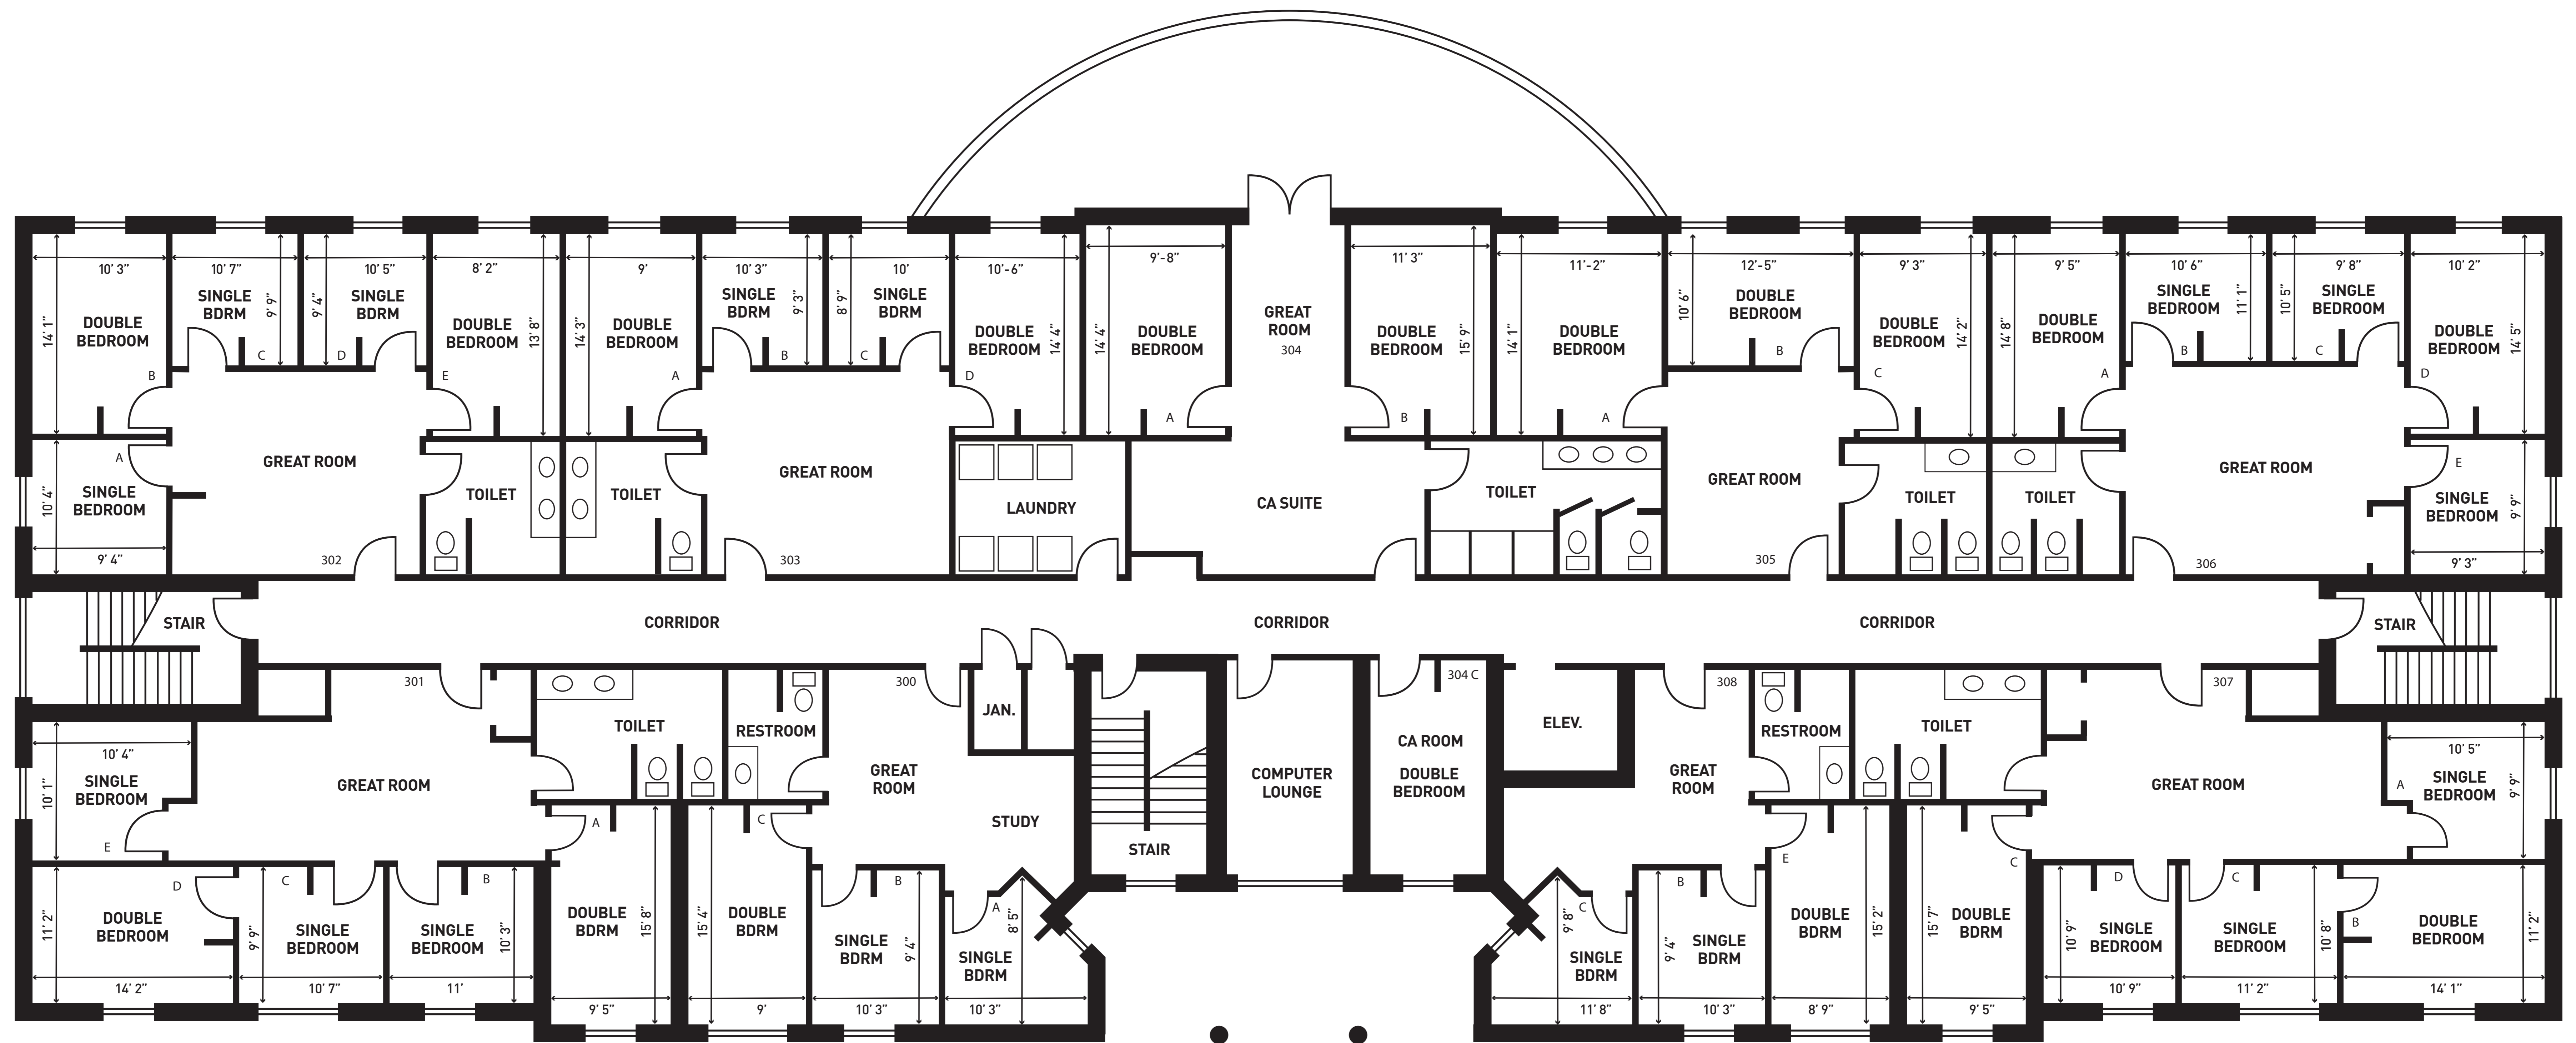 10' 3"
14' 1"
DOUBLE
BEDROOM
B
10' 7"
SINGLE
BDRM
9' 9"
C
10' 5"
9' 4"
SINGLE
BDRM
D
8' 2"
DOUBLE
BEDROOM
13' 8"
E
9'
14' 3"
DOUBLE
BEDROOM
A
10' 3"
SINGLE
BDRM
9' 3"
B
10'
8' 9"
SINGLE
BDRM
C
10'-6"
DOUBLE
BEDROOM
14' 4"
D
9'-8"
14' 4"
DOUBLE
BEDROOM
A
GREAT
ROOM
304
11' 3"
DOUBLE
BEDROOM
15' 9"
B
11'-2"
14' 1"
DOUBLE
BEDROOM
A
12'-5"
10' 6"
DOUBLE
BEDROOM
B
9' 3"
DOUBLE
BEDROOM
14' 2"
C
9' 5"
14' 8"
DOUBLE
BEDROOM
A
10' 6"
SINGLE
BEDROOM
11' 1"
B
9' 8"
10' 5"
SINGLE
BEDROOM
C
10' 2"
DOUBLE
BEDROOM
14' 5"
D
A
10' 4"
SINGLE
BEDROOM
9' 4"
GREAT ROOM
302
TOILET
TOILET
GREAT ROOM
303
LAUNDRY
CA SUITE
TOILET
GREAT ROOM
305
TOILET
TOILET
GREAT ROOM
306
E
SINGLE
BEDROOM
9' 9"
9' 3"
STAIR
CORRIDOR
CORRIDOR
CORRIDOR
STAIR
301
GREAT ROOM
10' 4"
10' 1"
SINGLE
BEDROOM
E
TOILET
RESTROOM
300
GREAT
ROOM
JAN.
STUDY
STAIR
COMPUTER
LOUNGE
304 C
CA ROOM
DOUBLE
BEDROOM
ELEV.
308
GREAT
ROOM
RESTROOM
TOILET
307
GREAT ROOM
10' 5"
SINGLE
BEDROOM
9' 9"
A
D
11' 2"
DOUBLE
BEDROOM
14' 2"
C
9' 9"
SINGLE
BEDROOM
10' 7"
B
SINGLE
BEDROOM
10' 3"
11'
A
DOUBLE
BDRM
15' 8"
9' 5"
C
15' 4"
DOUBLE
BDRM
9'
B
SINGLE
BDRM
9' 4"
10' 3"
A
8' 5"
SINGLE
BDRM
10' 3"
C
9' 8"
SINGLE
BDRM
11' 8"
B
9' 4"
SINGLE
BDRM
10' 3"
E
DOUBLE
BDRM
15' 2"
8' 9"
C
15' 7"
DOUBLE
BDRM
9' 5"
D
10' 9"
SINGLE
BEDROOM
10' 9"
C
SINGLE
BEDROOM
10' 8"
11' 2"
B
DOUBLE
BEDROOM
11' 2"
14' 1"